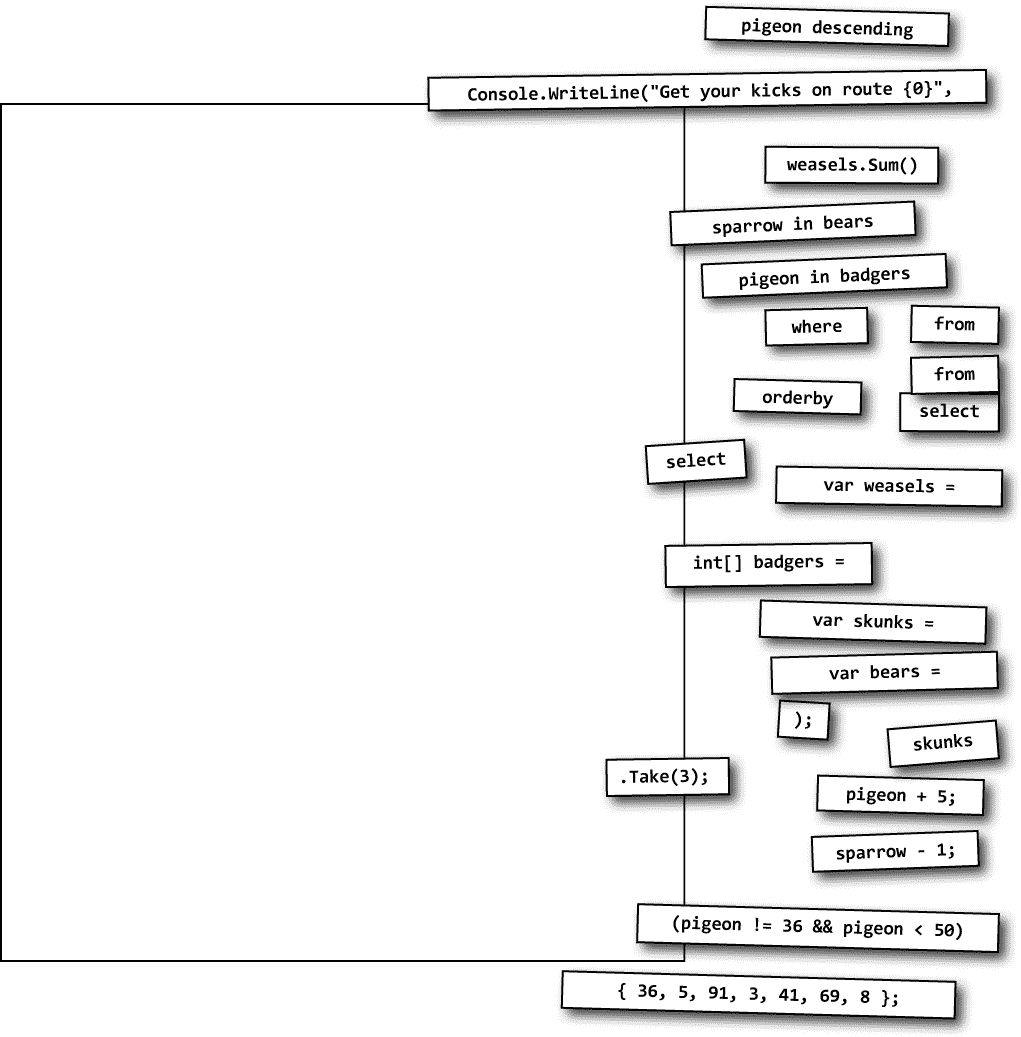 pigeon descending
Console.WriteLine("Get your kicks on route {0}",
weasels.Sum()
sparrow in bears
pigeon in badgers
where
from
from
orderby
select
select
var weasels =
int[] badgers =
var skunks =
var bears =
);
skunks
.Take(3);
pigeon + 5;
sparrow - 1;
(pigeon != 36 && pigeon < 50)
{ 36, 5, 91, 3, 41, 69, 8 };